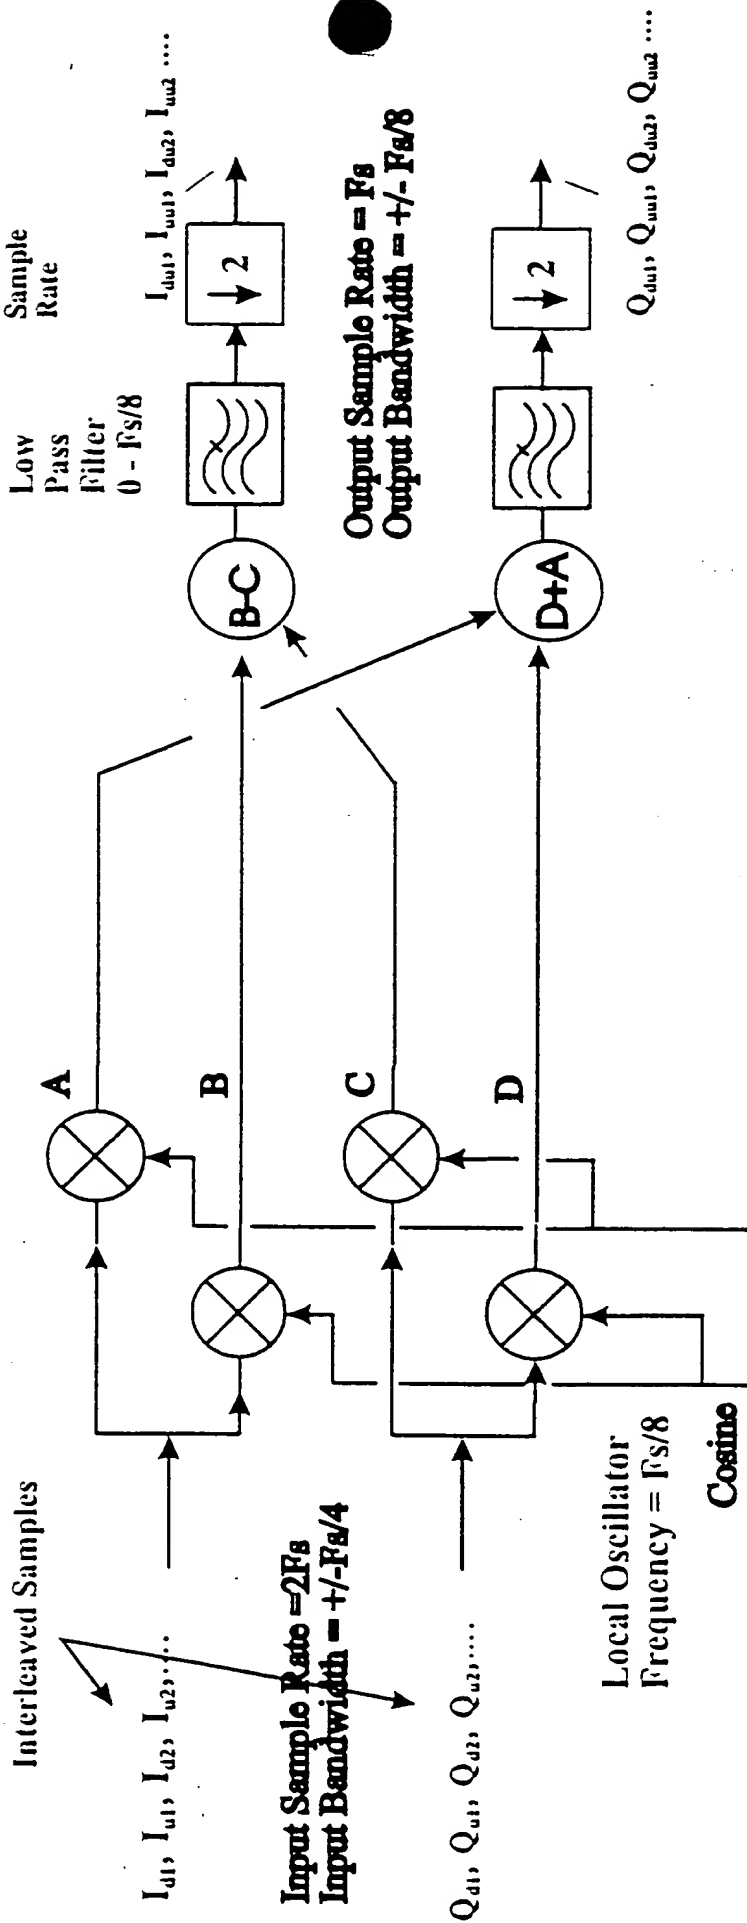 Interleaved Samples
I_d1, I_u1, I_d2, I_u2,....
Input Sample Rate =2Fs
Input Bandwidth = +/-Fs/4
Q_d1, Q_u1, Q_d2, Q_u2,....
Local Oscillator
Frequency = Fs/8
Cosine
A
B
C
D
B-C
D+A
Low
Pass
Filter
0 - Fs/8
Sample
Rate
↓ 2
↓ 2
I_du1, I_uu1, I_du2, I_uu2 ....
Output Sample Rate = Fs
Output Bandwidth = +/- Fs/8
Q_du1, Q_uu1, Q_du2, Q_uu2 ....